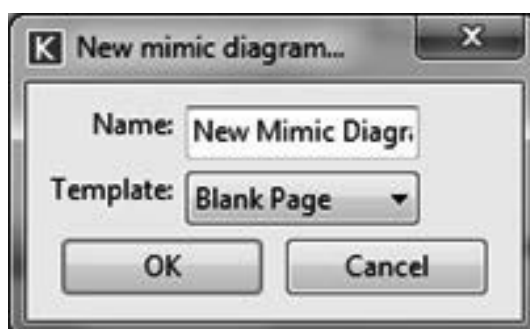 K New mimic diagram... x
Name: New Mimic Diagr
Template: Blank Page
OK Cancel